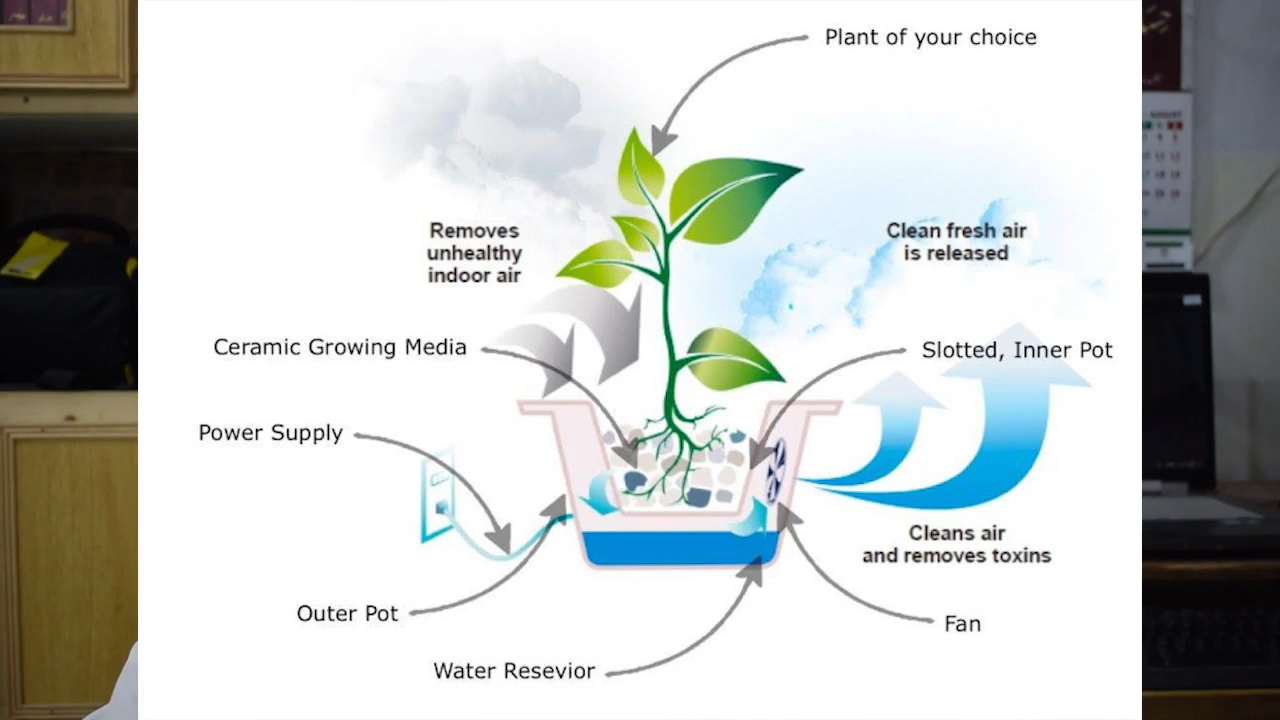 Plant of your choice
Removes
unhealthy
indoor air
Clean fresh air
is released
Ceramic Growing Media
Slotted, Inner Pot
Power Supply
Cleans air
and removes toxins
Outer Pot
Fan
Water Resevior
AUGUST